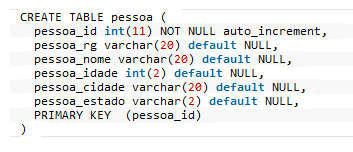 CREATE TABLE pessoa (
pessoa_id int(11) NOT NULL auto_increment,
pessoa_rg varchar(20) default NULL,
pessoa_nome varchar(20) default NULL,
pessoa_idade int(2) default NULL,
pessoa_cidade varchar(20) default NULL,
pessoa_estado varchar(2) default NULL,
PRIMARY KEY  (pessoa_id)
)